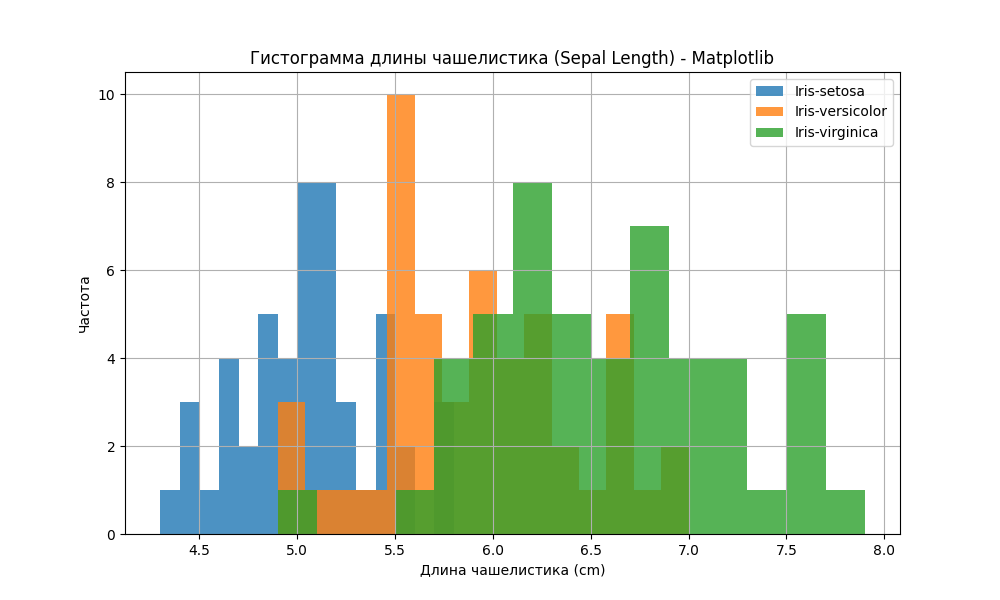 Гистограмма длины чашелистика (Sepal Length) - Matplotlib
Iris-setosa
Iris-versicolor
Iris-virginica
Частота
10
8
6
4
2
0
4.5 5.0 5.5 6.0 6.5 7.0 7.5 8.0
Длина чашелистика (cm)